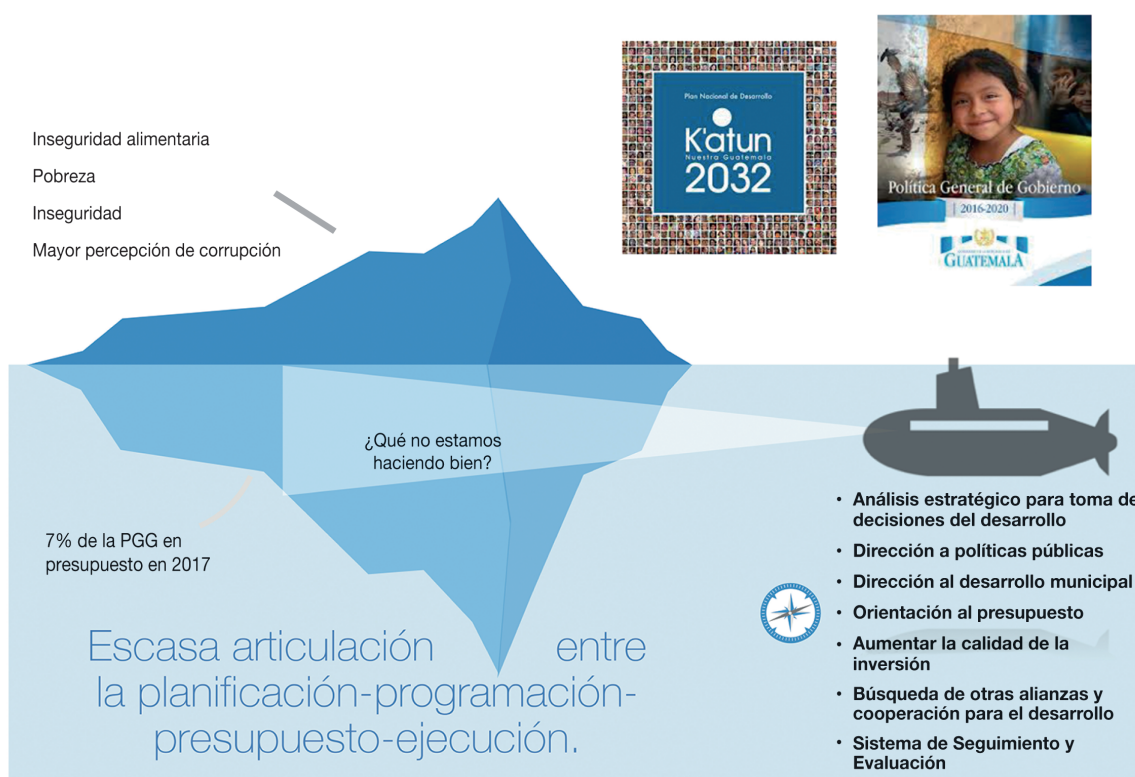 Inseguridad alimentaria
Pobreza
Inseguridad
Mayor percepción de corrupción
Plan Nacional de Desarrollo
K'atun
Nuestra Guatemala
2032
Política General de Gobierno
2016-2020
GUATEMALA
¿Qué no estamos
haciendo bien?
7% de la PGG en
presupuesto en 2017
Escasa articulación entre
la planificación-programación-
presupuesto-ejecución.
• Análisis estratégico para toma de
decisiones del desarrollo
• Dirección a políticas públicas
• Dirección al desarrollo municipal
• Orientación al presupuesto
• Aumentar la calidad de la
inversión
• Búsqueda de otras alianzas y
cooperación para el desarrollo
• Sistema de Seguimiento y
Evaluación